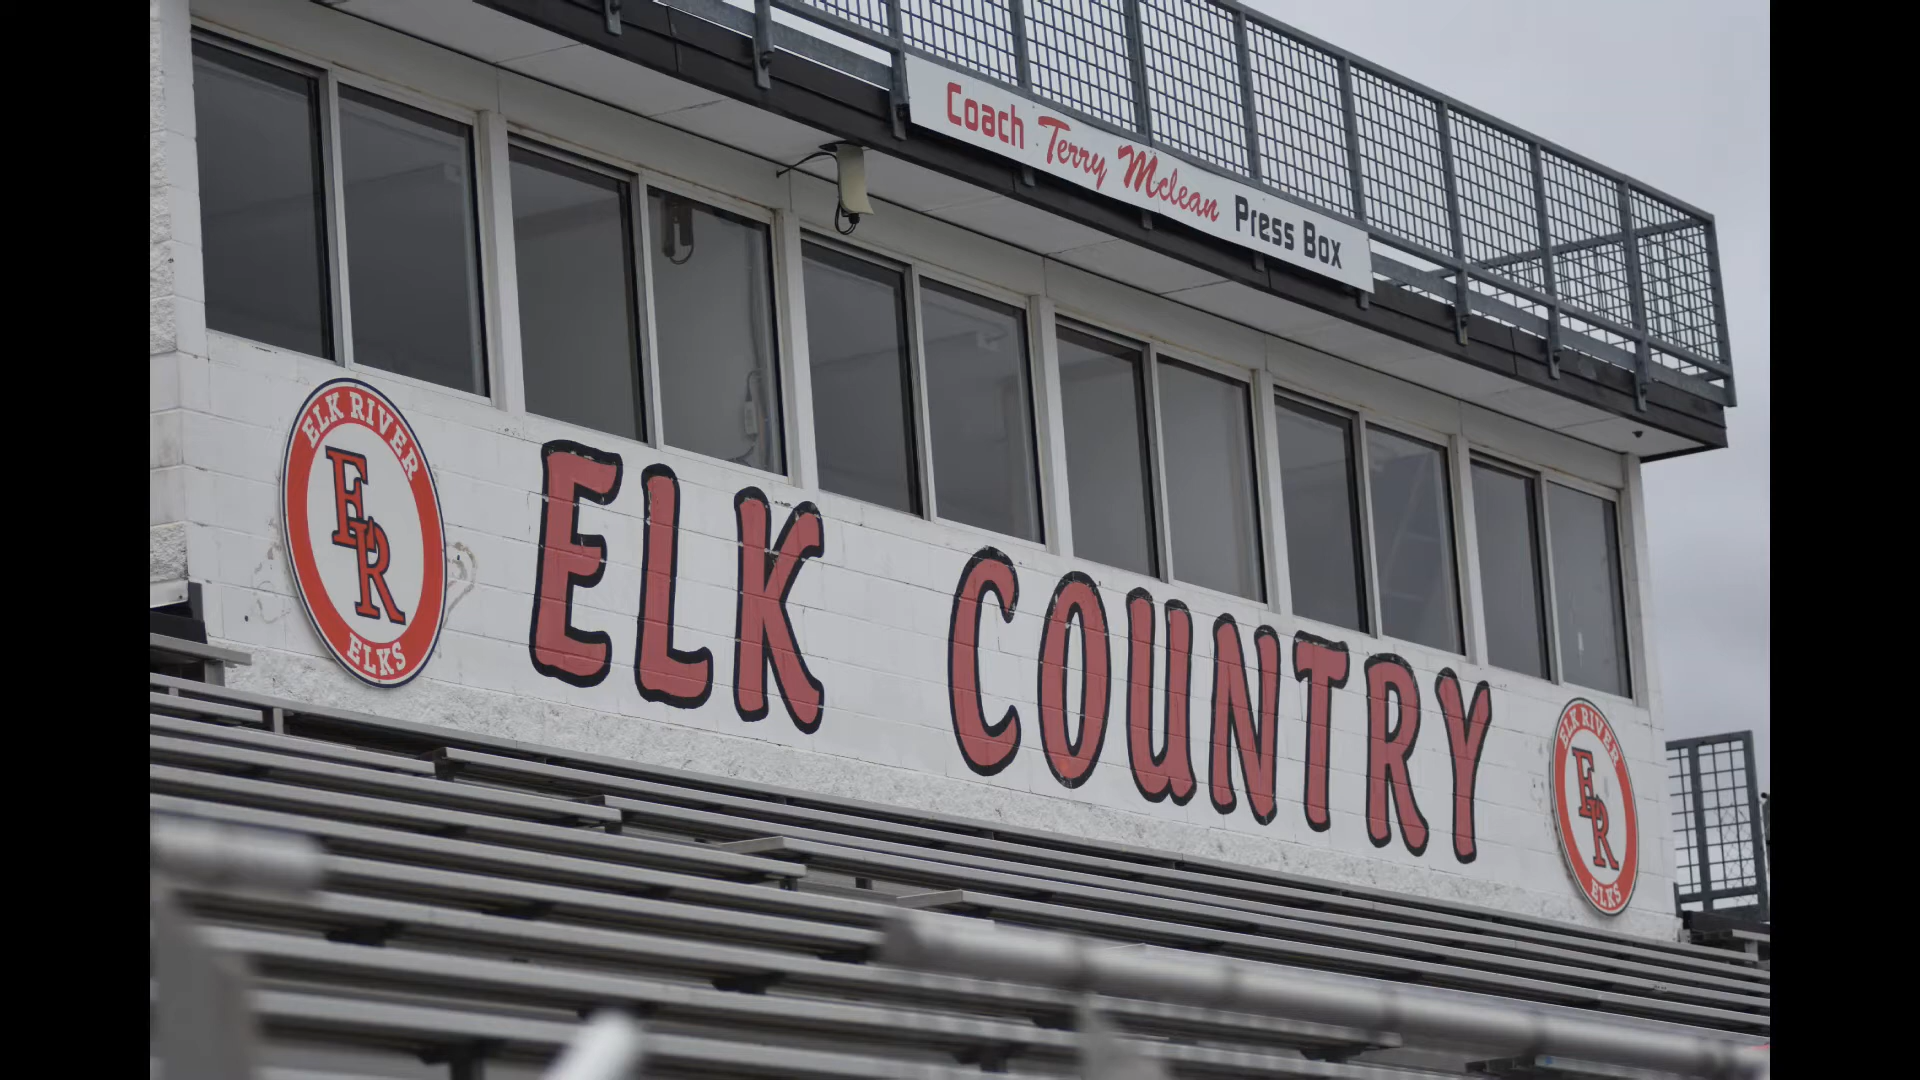 Coach Terry Mclean Press Box
ELK RIVER
ER
ELKS
ELK COUNTRY
ELK RIVER
ER
ELKS